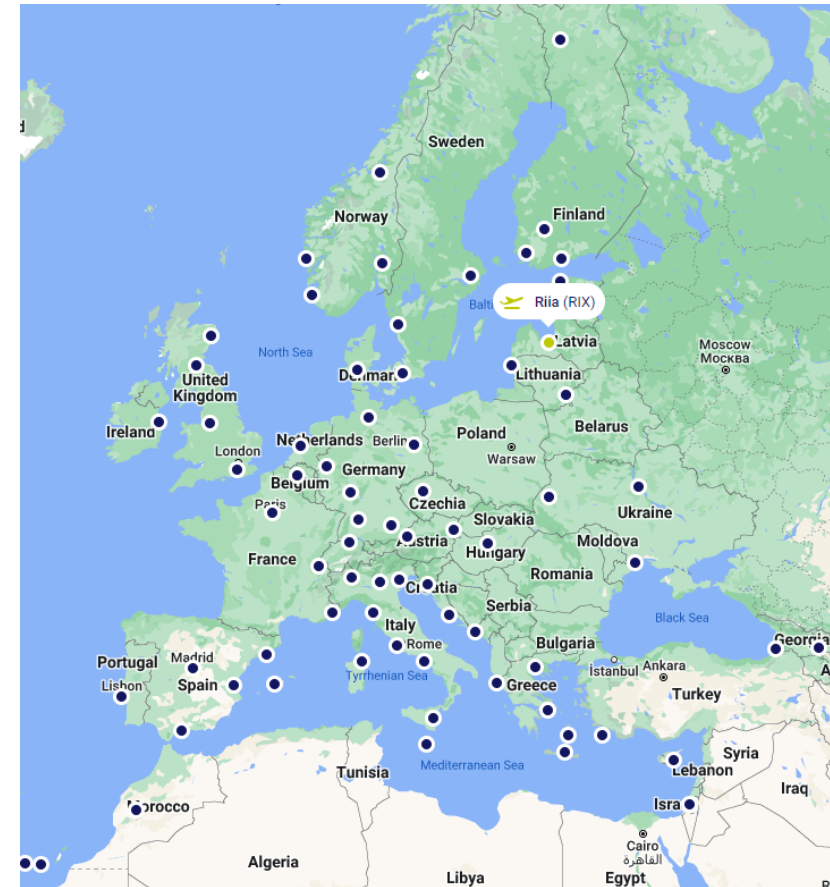 d
Sweden
Norway
Finland
Balti
Riia (RIX)
Latvia
North Sea
Moscow
Москва
Denmark
Lithuania
United
Kingdom
Ireland
Belarus
Netherlands
Berlin
Poland
London
Warsaw
Belgium
Germany
Paris
Czechia
Slovakia
Ukraine
Austria
Hungary
Moldova
France
Romania
Croatia
Serbia
Italy
Black Sea
Rome
Bulgaria
Georgia
Portugal
Madrid
İstanbul
Ankara
A
Lisbon
Spain
Tyrrhenian Sea
Greece
Turkey
Tunisia
Mediterranean Sea
Syria
Lebanon
Iraq
Morocco
Isra
Cairo
القاهرة
Algeria
Libya
Egypt